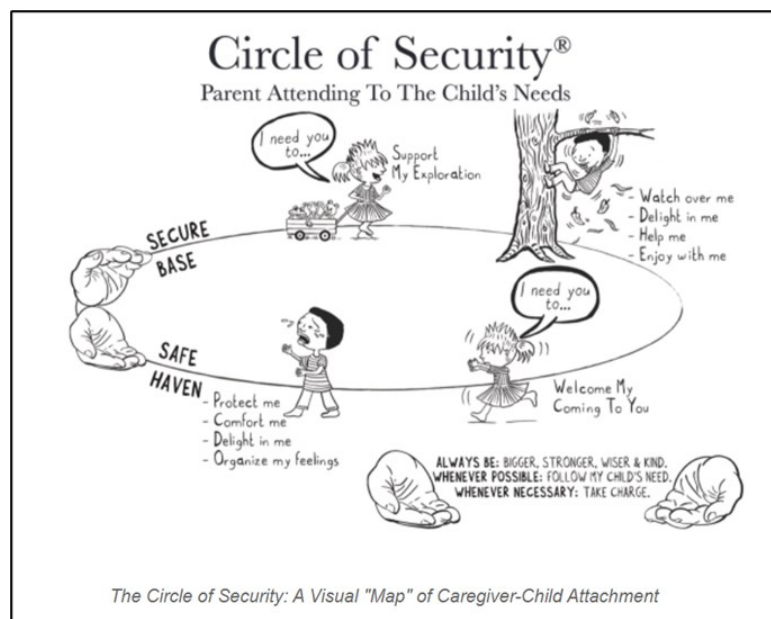 Circle of Security®
Parent Attending To The Child's Needs
I need you
to...
Support
My Exploration
- Watch over me
- Delight in me
- Help me
- Enjoy with me
SECURE
BASE
I need you
to...
SAFE
HAVEN
- Protect me
- Comfort me
- Delight in me
- Organize my feelings
Welcome My
Coming To You
ALWAYS BE: BIGGER, STRONGER, WISER & KIND.
WHENEVER POSSIBLE: FOLLOW MY CHILD'S NEED.
WHENEVER NECESSARY: TAKE CHARGE.
The Circle of Security: A Visual "Map" of Caregiver-Child Attachment